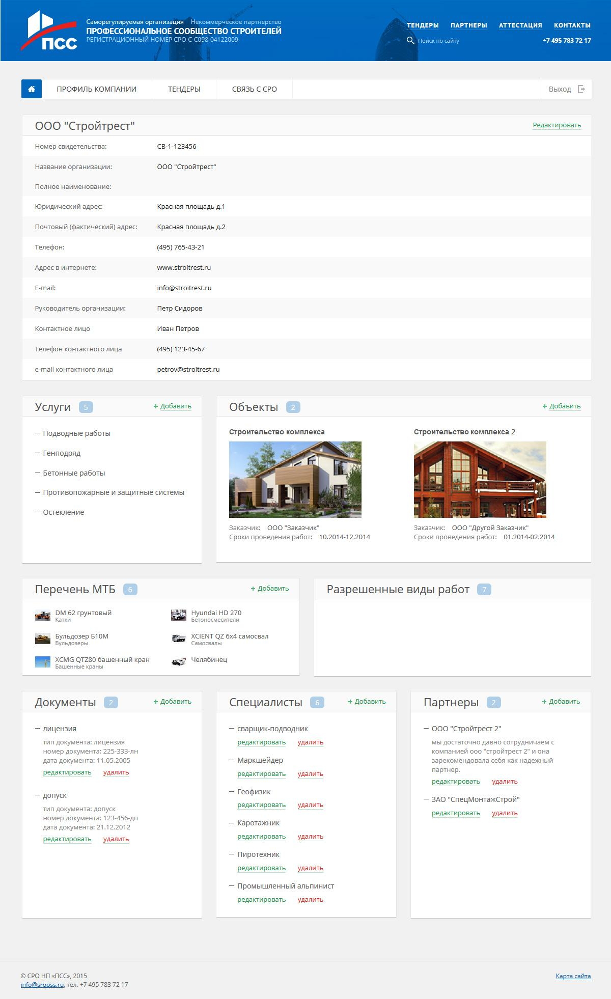 ПСС
Саморегулируемая организация Некоммерческое партнерство
ПРОФЕССИОНАЛЬНОЕ СООБЩЕСТВО СТРОИТЕЛЕЙ
РЕГИСТРАЦИОННЫЙ НОМЕР СРО-С-С098-04122009
ТЕНДЕРЫ ПАРТНЕРЫ АТТЕСТАЦИЯ КОНТАКТЫ
Поиск по сайту +7 495 783 72 17
ПРОФИЛЬ КОМПАНИИ ТЕНДЕРЫ СВЯЗЬ С СРО Выход
ООО "Стройтрест" Редактировать
Номер свидетельства: СВ-1-123456
Название организации: ООО "Стройтрест"
Полное наименование:
Юридический адрес: Красная площадь д.1
Почтовый (фактический) адрес: Красная площадь д.2
Телефон: (495) 765-43-21
Адрес в интернете: www.stroitrest.ru
E-mail: info@stroitrest.ru
Руководитель организации: Петр Сидоров
Контактное лицо Иван Петров
Телефон контактного лица (495) 123-45-67
e-mail контактного лица petrov@stroitrest.ru
Услуги 5 + Добавить
— Подводные работы
— Генподряд
— Бетонные работы
— Противопожарные и защитные системы
— Остекление
Объекты 2 + Добавить
Строительство комплекса
Заказчик: ООО "Заказчик"
Сроки проведения работ: 10.2014-12.2014
Строительство комплекса 2
Заказчик: ООО "Другой Заказчик"
Сроки проведения работ: 01.2014-02.2014
Перечень МТБ 6 + Добавить
DM 62 грунтовый
Катки
Бульдозер Б10М
Бульдозеры
XCMG QTZ80 башенный кран
Башенные краны
Hyundai HD 270
Бетоносмесители
XCIENT QZ 6x4 самосвал
Самосвалы
Челябинец
Разрешенные виды работ 7
Документы 2 + Добавить
— лицензия
тип документа: лицензия
номер документа: 225-333-лн
дата документа: 11.05.2005
редактировать удалить
— допуск
тип документа: допуск
номер документа: 123-456-дп
дата документа: 21.12.2012
редактировать удалить
Специалисты 6 + Добавить
— сварщик-подводник
редактировать удалить
— Маркшейдер
редактировать удалить
— Геофизик
редактировать удалить
— Каротажник
редактировать удалить
— Пиротехник
редактировать удалить
— Промышленный альпинист
редактировать удалить
Партнеры 2 + Добавить
— ООО "Стройтрест 2"
мы достаточно давно сотрудничаем с
компанией ооо "стройтрест 2" и она
зарекомендовала себя как надежный
партнер.
редактировать удалить
— ЗАО "СпецМонтажСтрой"
редактировать удалить
© СРО НП «ПСС», 2015
info@sropss.ru, тел. +7 495 783 72 17
Карта сайта